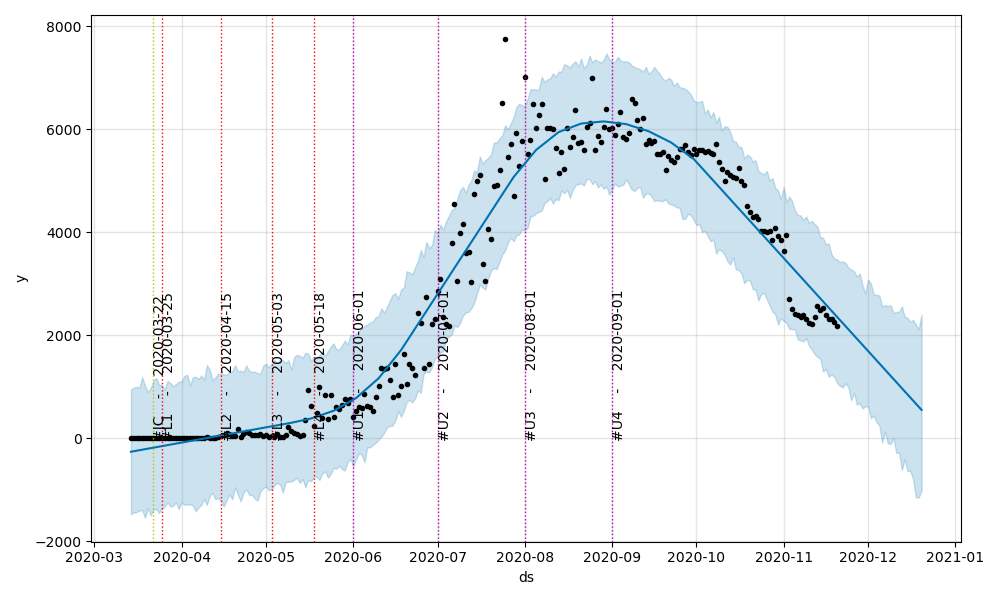 8000
6000
4000
2000
0
−2000
y
#JC - 2020-03-22
#L1 - 2020-03-25
#L2 - 2020-04-15
#L3 - 2020-05-03
#L4 - 2020-05-18
#U1 - 2020-06-01
#U2 - 2020-07-01
#U3 - 2020-08-01
#U4 - 2020-09-01
2020-03
2020-04
2020-05
2020-06
2020-07
2020-08
2020-09
2020-10
2020-11
2020-12
2021-01
ds